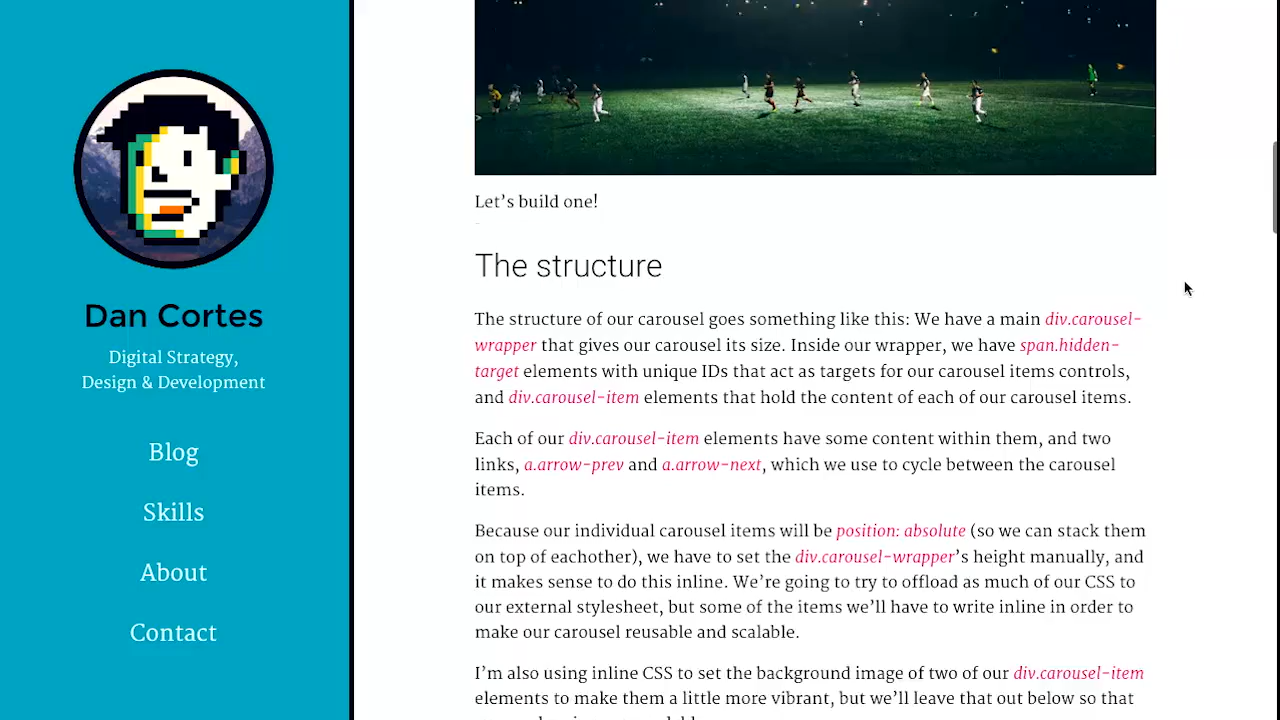 Dan Cortes
Digital Strategy,
Design & Development
Blog
Skills
About
Contact
Let’s build one!
The structure
The structure of our carousel goes something like this: We have a main div.carousel-
wrapper that gives our carousel its size. Inside our wrapper, we have span.hidden-
target elements with unique IDs that act as targets for our carousel items controls,
and div.carousel-item elements that hold the content of each of our carousel items.
Each of our div.carousel-item elements have some content within them, and two
links, a.arrow-prev and a.arrow-next, which we use to cycle between the carousel
items.
Because our individual carousel items will be position: absolute (so we can stack them
on top of eachother), we have to set the div.carousel-wrapper’s height manually, and
it makes sense to do this inline. We’re going to try to offload as much of our CSS to
our external stylesheet, but some of the items we’ll have to write inline in order to
make our carousel reusable and scalable.
I’m also using inline CSS to set the background image of two of our div.carousel-item
elements to make them a little more vibrant, but we’ll leave that out below so that